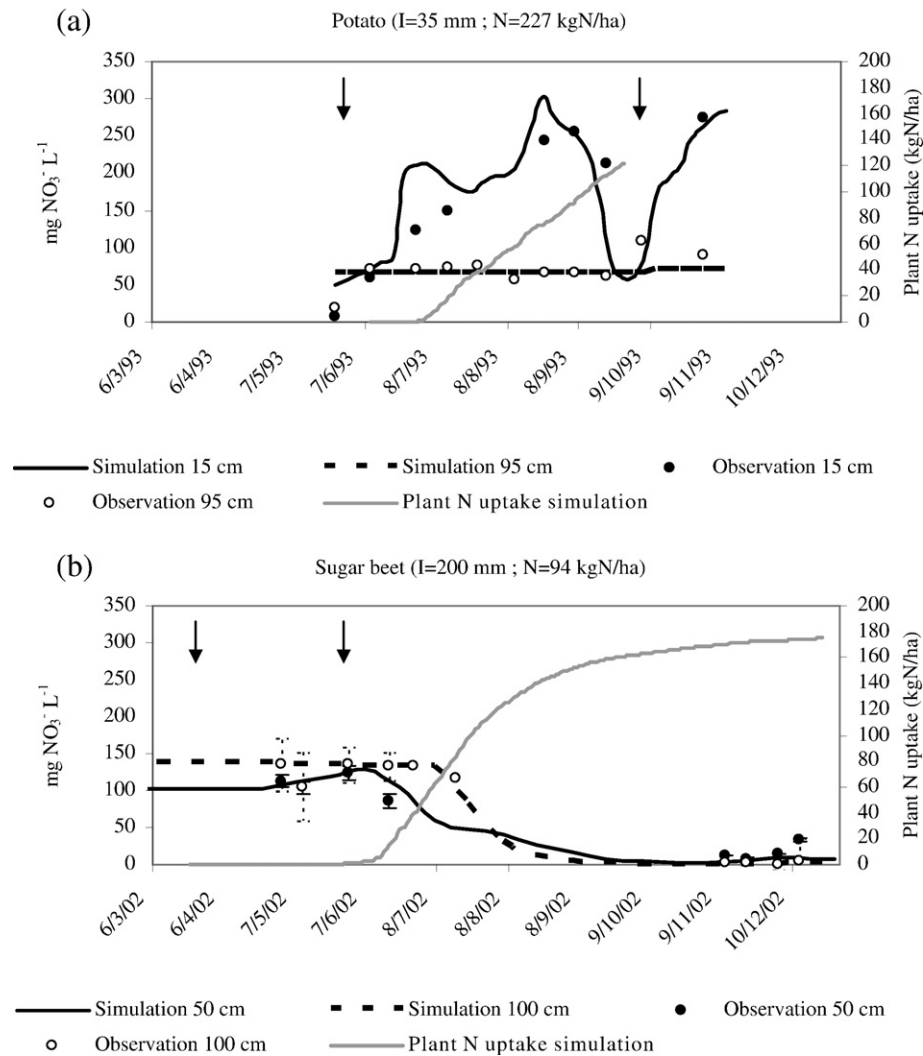 (a)
Potato (I=35 mm ; N=227 kgN/ha)
350
300
250
200
150
100
50
0
mg NO₃⁻ L⁻¹
200
180
160
140
120
100
80
60
40
20
0
Plant N uptake (kgN/ha)
6/3/93 6/4/93 7/5/93 7/6/93 8/7/93 8/8/93 8/9/93 9/10/93 9/11/93 10/12/93
Simulation 15 cm Simulation 95 cm Observation 15 cm
Observation 95 cm Plant N uptake simulation
(b)
Sugar beet (I=200 mm ; N=94 kgN/ha)
350
300
250
200
150
100
50
0
mg NO₃⁻ L⁻¹
200
180
160
140
120
100
80
60
40
20
0
Plant N uptake (kgN/ha)
6/3/02 6/4/02 7/5/02 7/6/02 8/7/02 8/8/02 8/9/02 9/10/02 9/11/02 10/12/02
Simulation 50 cm Simulation 100 cm Observation 50 cm
Observation 100 cm Plant N uptake simulation